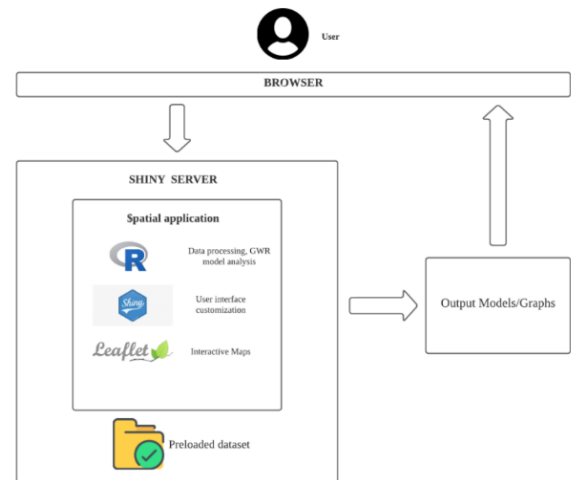 User
BROWSER
SHINY SERVER
$patial application
R
Data processing, GWR
model analysis
Shiny
User interface
customization
Leaflet
Interactive Maps
Output Models/Graphs
Preloaded dataset